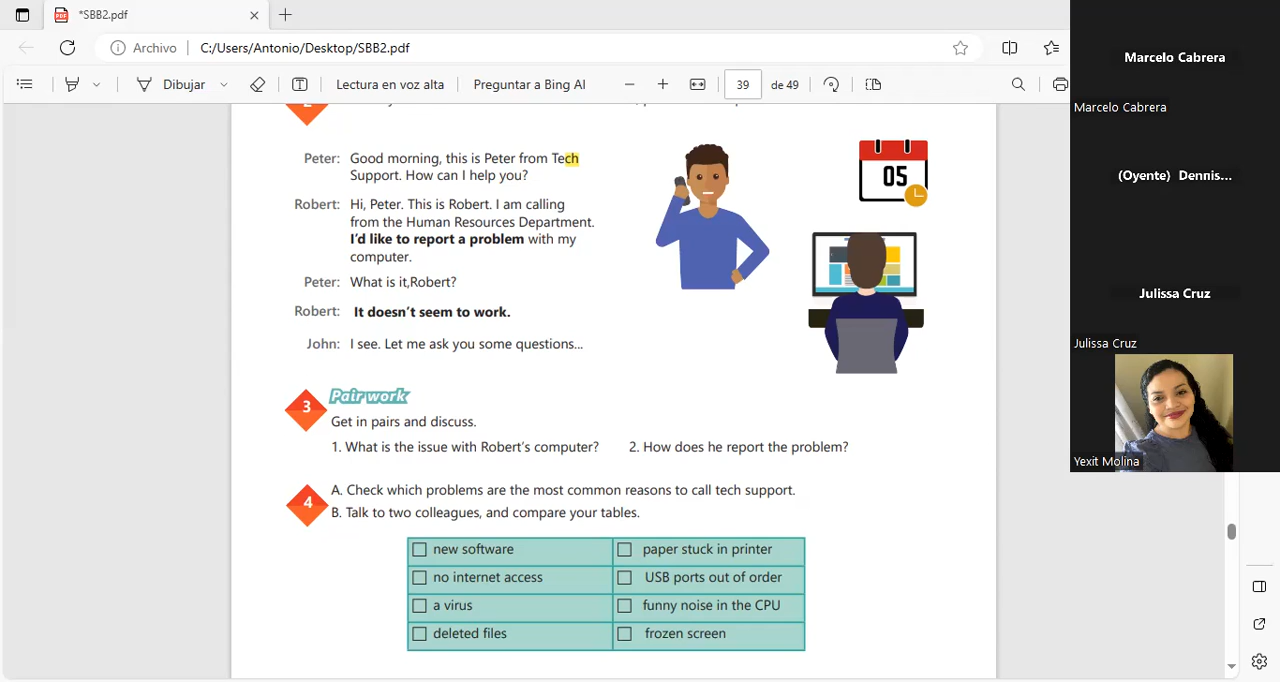 *SBB2.pdf
Archivo
C:/Users/Antonio/Desktop/SBB2.pdf
Dibujar
Lectura en voz alta
Preguntar a Bing AI
39
de 49
Peter: Good morning, this is Peter from Tech
Support. How can I help you?
Robert: Hi, Peter. This is Robert. I am calling
from the Human Resources Department.
I'd like to report a problem with my
computer.
Peter: What is it,Robert?
Robert: It doesn't seem to work.
John: I see. Let me ask you some questions...
05
3
Pair work
Get in pairs and discuss.
1. What is the issue with Robert's computer?
2. How does he report the problem?
4
A. Check which problems are the most common reasons to call tech support.
B. Talk to two colleagues, and compare your tables.
new software
paper stuck in printer
no internet access
USB ports out of order
a virus
funny noise in the CPU
deleted files
frozen screen
Marcelo Cabrera
Marcelo Cabrera
(Oyente) Dennis...
Julissa Cruz
Julissa Cruz
Yexit Molina